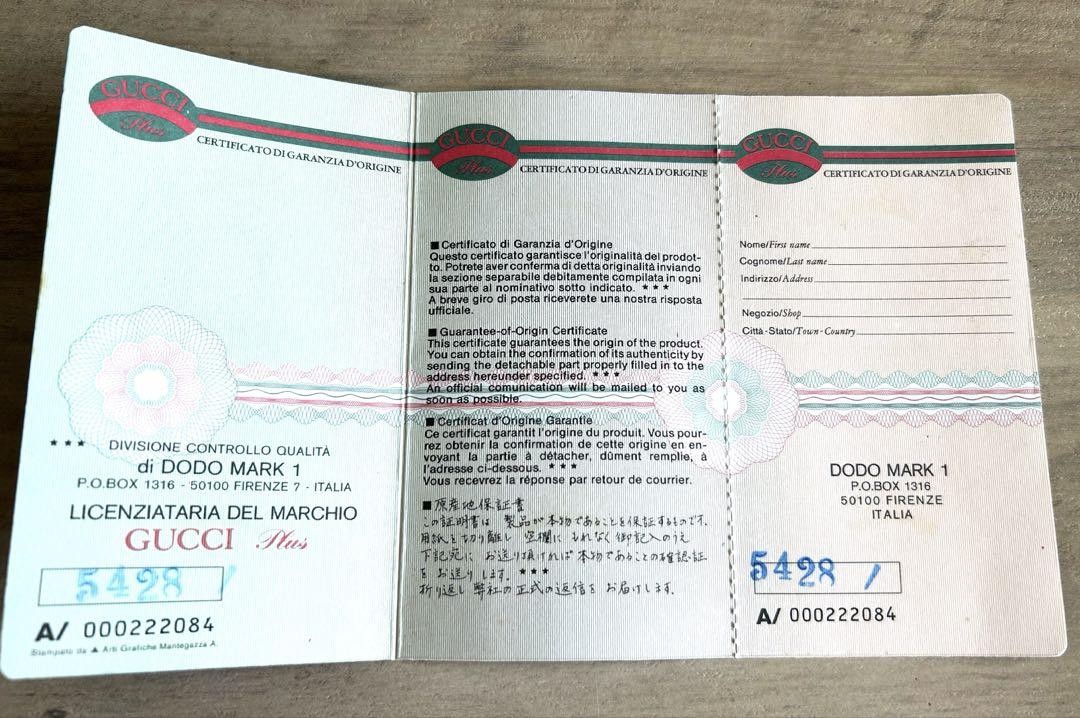 GUCCI
Plus
CERTIFICATO DI GARANZIA D'ORIGINE
*** DIVISIONE CONTROLLO QUALITÀ
di DODO MARK 1
P.O.BOX 1316 - 50100 FIRENZE 7 - ITALIA
LICENZIATARIA DEL MARCHIO
GUCCI Plus
5428 /
A/ 000222084
Stampato da ▲ Arti Grafiche Mantegazza A.
GUCCI
Plus
CERTIFICATO DI GARANZIA D'ORIGINE
■ Certificato di Garanzia d'Origine
Questo certificato garantisce l'originalità del prodot-
to. Potrete aver conferma di detta originalità inviando
la sezione separabile debitamente compilata in ogni
sua parte al nominativo sotto indicato. ***
A breve giro di posta riceverete una nostra risposta
ufficiale.
■ Guarantee-of-Origin Certificate
This certificate guarantees the origin of the product.
You can obtain the confirmation of its authenticity by
sending the detachable part properly filled in to the
address hereunder specified. ***
An official comunication will be mailed to you as
soon as possible.
■ Certificat d'Origine Garantie
Ce certificat garantit l'origine du produit. Vous pour-
rez obtenir la confirmation de cette origine en en-
voyant la partie à détacher, dûment remplie, à
l'adresse ci-dessous. ***
Vous recevrez la réponse par retour de courrier.
■ 原産地保証書
この証明書は 製品が本物であることを保証するものです.
用紙を切り離し 空欄に もれなく御記入のうえ
下記宛に お送り頂ければ本物であることの確認証
をお送りします. ***
折り返し弊社の正式の返信をお届けします.
GUCCI
Plus
CERTIFICATO DI GARANZIA D'ORIGINE
Nome/First name
Cognome/Last name
Indirizzo/Address
Negozio/Shop
Città-Stato/Town-Country
DODO MARK 1
P.O.BOX 1316
50100 FIRENZE
ITALIA
5428 /
A/ 000222084